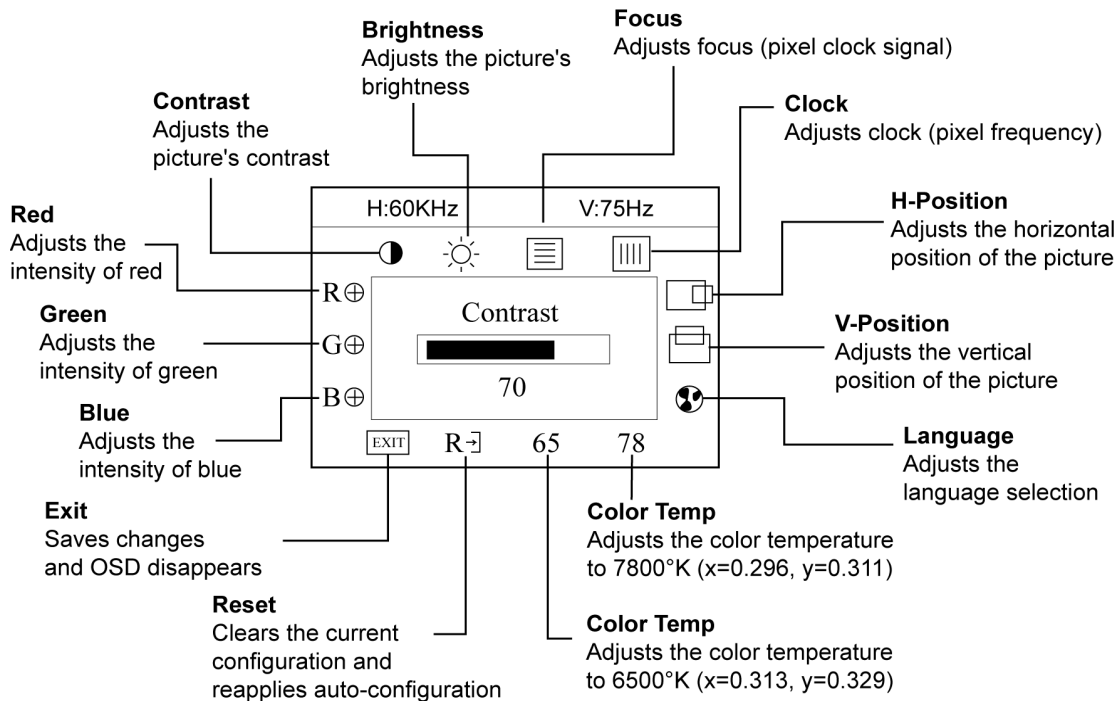 Focus
Adjusts focus (pixel clock signal)
Brightness
Adjusts the picture's
brightness
Contrast
Adjusts the
picture's contrast
Clock
Adjusts clock (pixel frequency)
Red
Adjusts the
intensity of red
Green
Adjusts the
intensity of green
Blue
Adjusts the
intensity of blue
H:60KHz V:75Hz
R
G
B
Contrast
70
EXIT R 65 78
H-Position
Adjusts the horizontal
position of the picture
V-Position
Adjusts the vertical
position of the picture
Language
Adjusts the
language selection
Exit
Saves changes
and OSD disappears
Reset
Clears the current
configuration and
reapplies auto-configuration
Color Temp
Adjusts the color temperature
to 7800°K (x=0.296, y=0.311)
Color Temp
Adjusts the color temperature
to 6500°K (x=0.313, y=0.329)